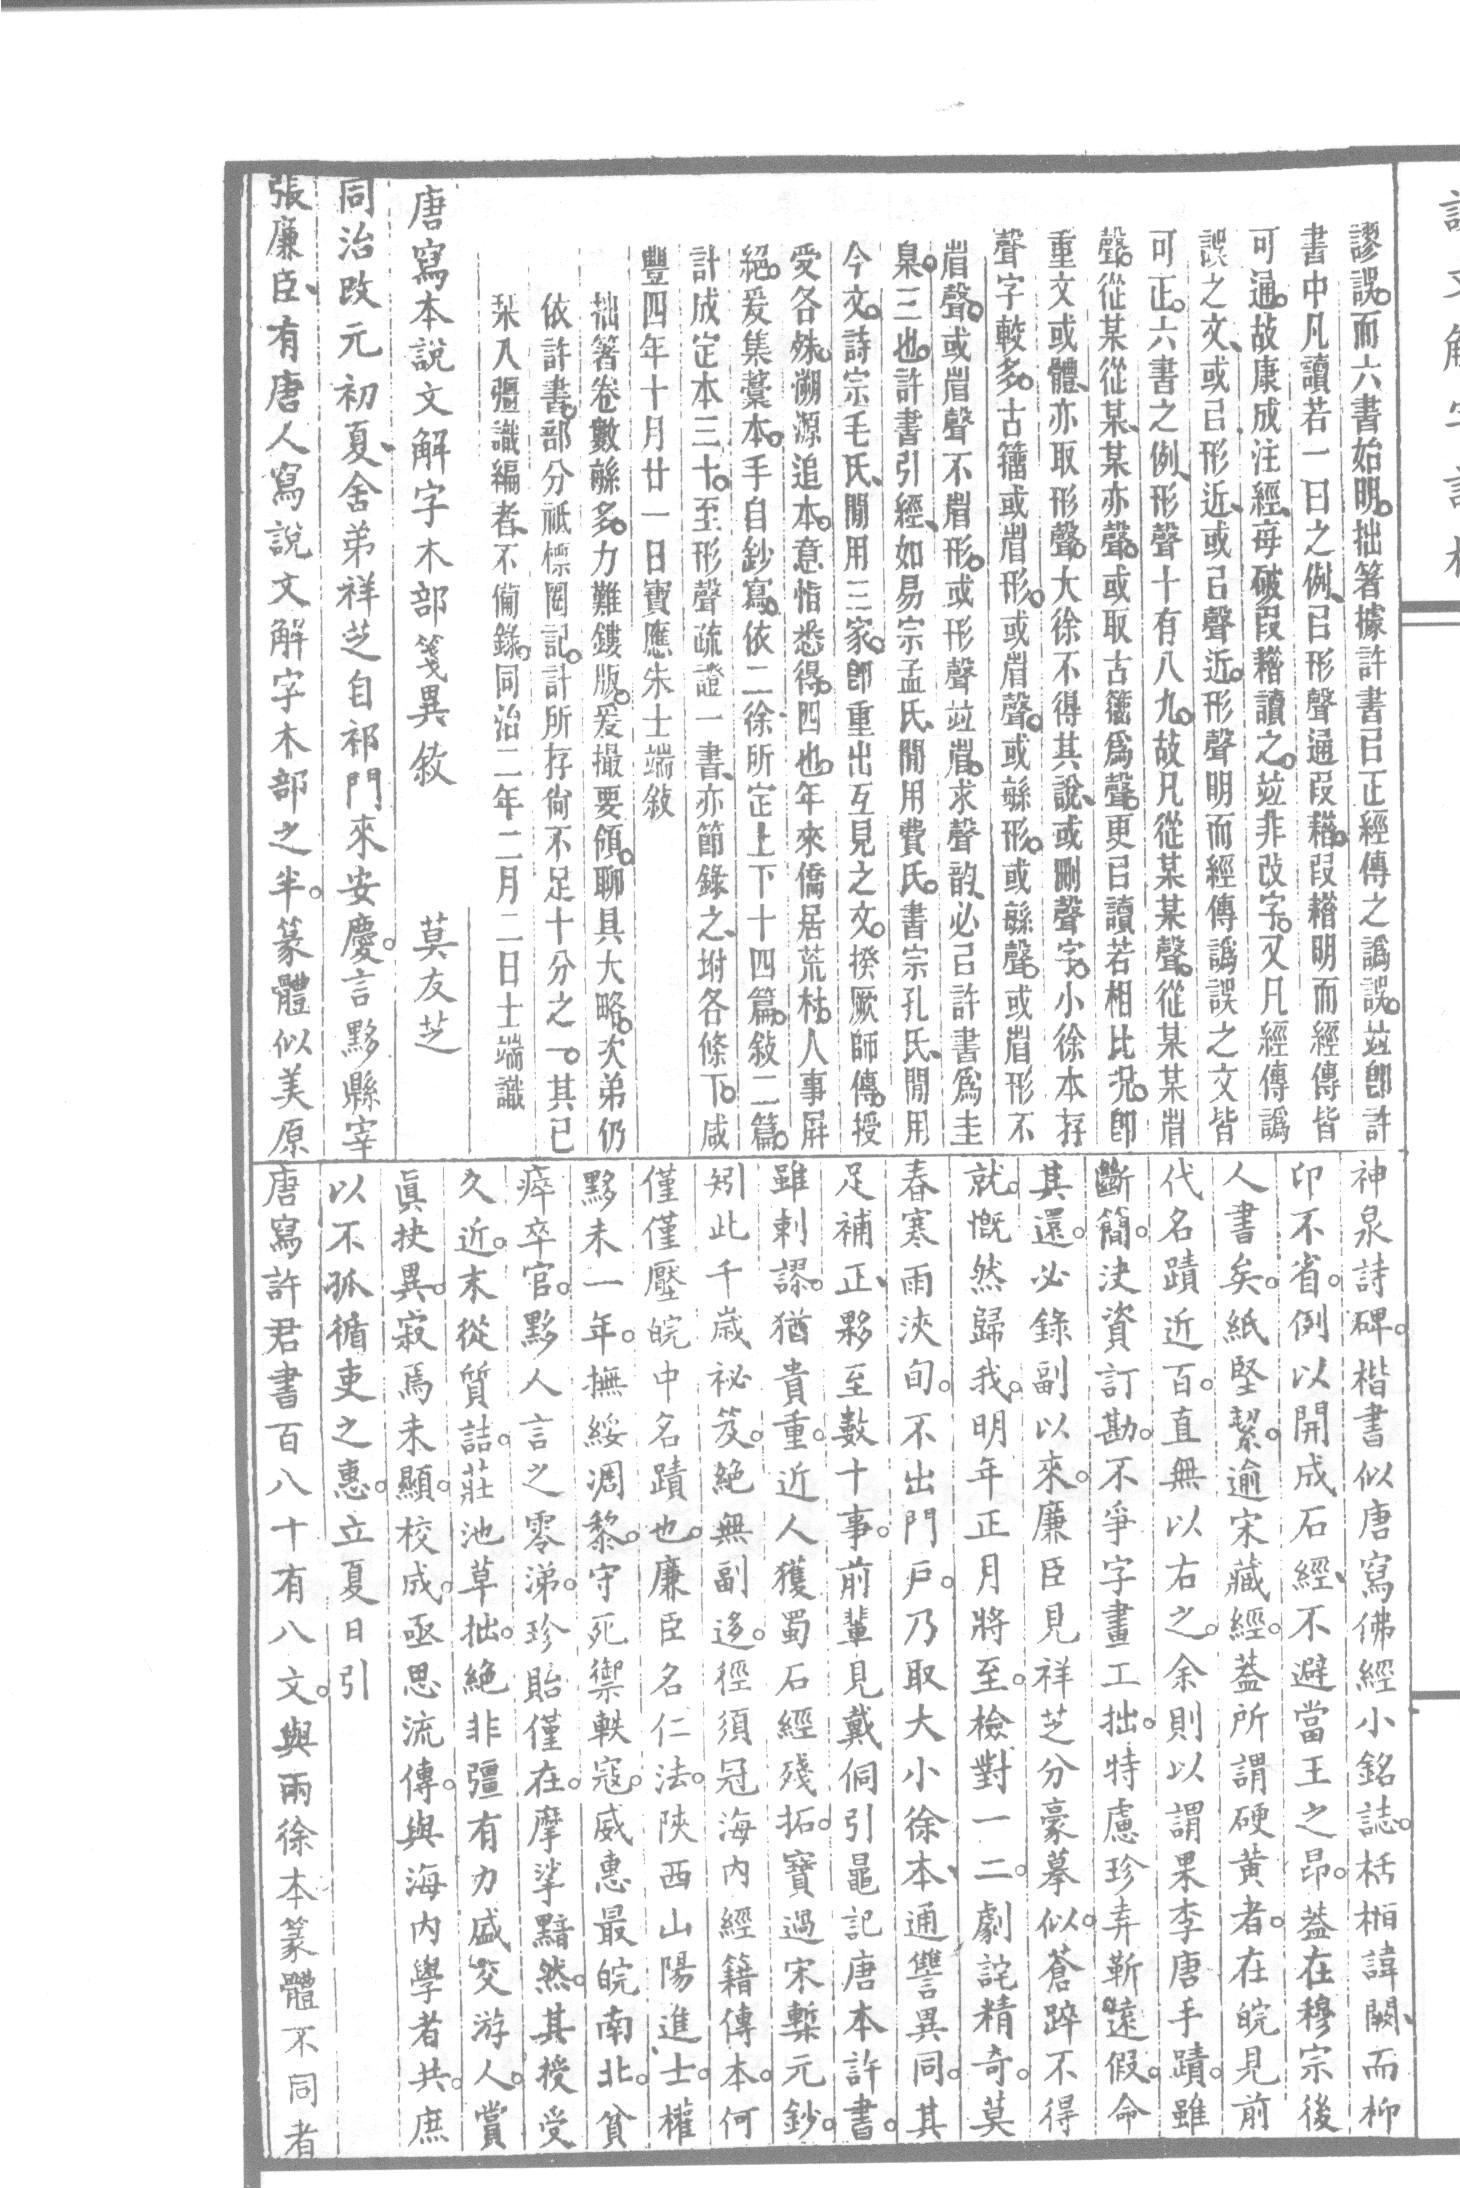 謬誤。而六書始明。拙箸據許書㠯正經傳之譌誤。竝卽許
書中凡讀若一曰之例、㠯形聲通叚藉。叚藉明而經傳皆
可通。故康成注經、每破叚藉讀之。竝非改字。又凡經傳譌
誤之文、或㠯形近、或㠯聲近。形聲明而經傳譌誤之文皆
可正。六書之例、形聲十有八九。故凡從某某聲。從某某省
聲。從某從某、某亦聲。或取古籒爲聲。更㠯讀若相比況。卽
重文或體、亦取形聲。大徐不得其說、或刪聲字。小徐本存
聲字較多。古籒或省形。或省聲。或緐形。或緐聲。或省形不
省聲。或省聲不省形。或形聲竝省。求聲韵、必㠯許書爲圭
臬。三也。許書引經、如易宗孟氏、閒用費氏。書宗孔氏、閒用
今文。詩宗毛氏、閒用三家。卽重出互見之文。揆厥師傳。授
受各殊。溯源追本。意恉悉得。四也。年來僑居荒村。人事屛
絕。爰集藁本。手自鈔寫。依二徐所定上下十四篇。敍二篇。
計成定本三十。至形聲疏證一書、亦節錄之、坿各條下。咸
豐四年十月廿一日寶應朱士端敍
拙箸卷數緐多。力難鏤版。爰撮要領。聊具大略。次弟仍
依許書。部分祗標圈記。計所存尙不足十分之一。其已
栞入彊識編者、不備錄。同治二年二月二日士端識
唐寫本說文解字木部箋異敘　莫友芝
同治改元初夏、舍弟祥芝自祁門來安慶。言黟縣宰
張廉臣、有唐人寫說文解字木部之半。篆體似美原
神泉詩碑。楷書似唐寫佛經小銘誌。栝桓諱闕、而柳
印不省。例以開成石經、不避當王之昂。葢在穆宗後
人書矣。紙堅絜。逾宋藏經。葢所謂硬黃者。在皖見前
代名蹟近百。直無以右之。余則以謂果李唐手蹟。雖
斷簡。決資訂勘。不爭字畫工拙。特慮珍弆靳遠假。命
其還。必錄副以來。廉臣見祥芝分豪摹似。蒼踤不得
就。慨然歸我。明年正月將至。檢對一二。劇詫精奇。莫
春寒雨浹旬。不出門戶。乃取大小徐本、通讐異同。其
足補正、夥至數十事。前輩見戴侗引鼂記唐本許書。
雖剌謬。猶貴重。近人獲蜀石經殘拓。寶過宋槧元鈔。
矧此千歲祕笈。絕無副迻。徑須冠海內經籍傳本。何
僅僅壓皖中名蹟也。廉臣名仁法。陝西山陽進士。權
黟未一年。撫綏凋黎。守死禦軼寇。威惠最皖南北。貧
瘁卒官。黟人言之零涕。珍貽僅在。摩挲黯然。其授受
久近。末從質詰。莊池草拙。絕非彊有力盛交游人。賞
眞抉異。寂焉未顯。校成。亟思流傳。與海內學者共。庶
以不孤循吏之惠。立夏日引
唐寫許君書百八十有八文。與兩徐本篆體不同者